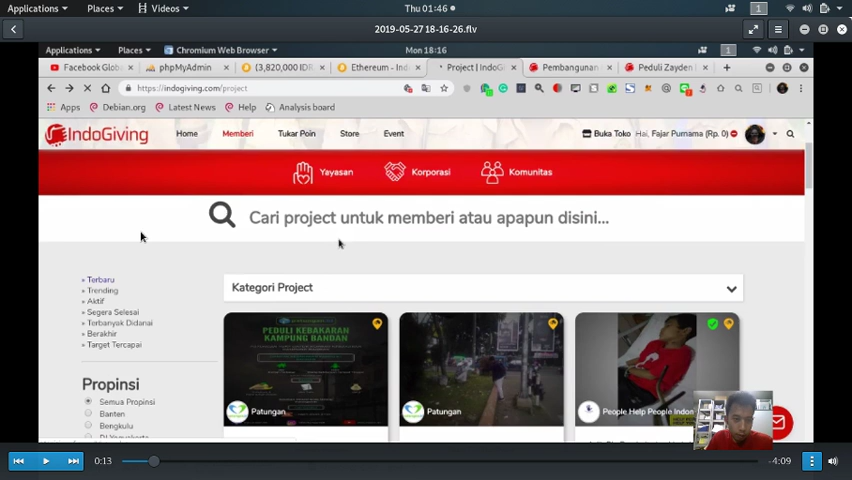 Applications Places Videos Thu 01:46 1
2019-05-27 18-16-26.flv
Applications Places Chromium Web Browser Mon 18:16 1
Facebook Glob phpMyAdmin (3,820,000 IDR Ethereum - Ind Project | IndoG Pembangunan Peduli Zayden
https://indogiving.com/project
Apps Debian.org Latest News Help Analysis board
IndoGiving Home Memberi Tukar Poin Store Event Buka Toko Hai, Fajar Purnama (Rp. 0)
Yayasan Korporasi Komunitas
Cari project untuk memberi atau apapun disini...
» Terbaru
» Trending
» Aktif
» Segera Selesai
» Terbanyak Didanai
» Berakhir
» Target Tercapai
Kategori Project
PEDULI KEBAKARAN
KAMPUNG BANDAN
Patungan Patungan People Help People Indon
Propinsi
Semua Propinsi
Banten
Bengkulu
0:13 -4:09